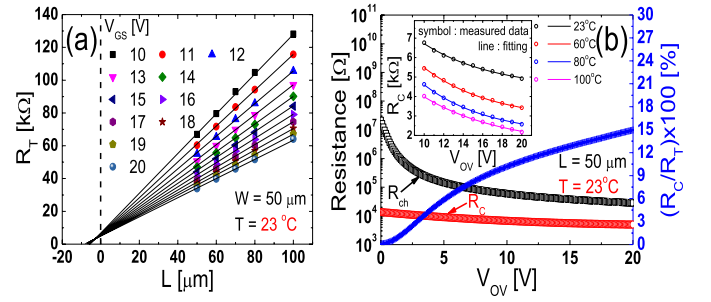 (a)
V_GS [V]
10 11 12
13 14
15 16
17 18
19
20
W = 50 μm
T = 23 °C
R_T [kΩ]
160
140
120
100
80
60
40
20
0
-20 0 20 40 60 80 100
L [μm]
(b)
symbol : measured data
line : fitting
23°C
60°C
80°C
100°C
R_C [kΩ]
7
6
5
4
3
2
10 12 14 16 18 20
V_OV [V]
Resistance [Ω]
10^11
10^10
10^9
10^8
10^7
10^6
10^5
10^4
10^3
R_ch
R_C
L = 50 μm
T = 23°C
0 5 10 15 20
V_OV [V]
30
27
24
21
18
15
12
9
6
3
0
(R_C/R_T)x100 [%]